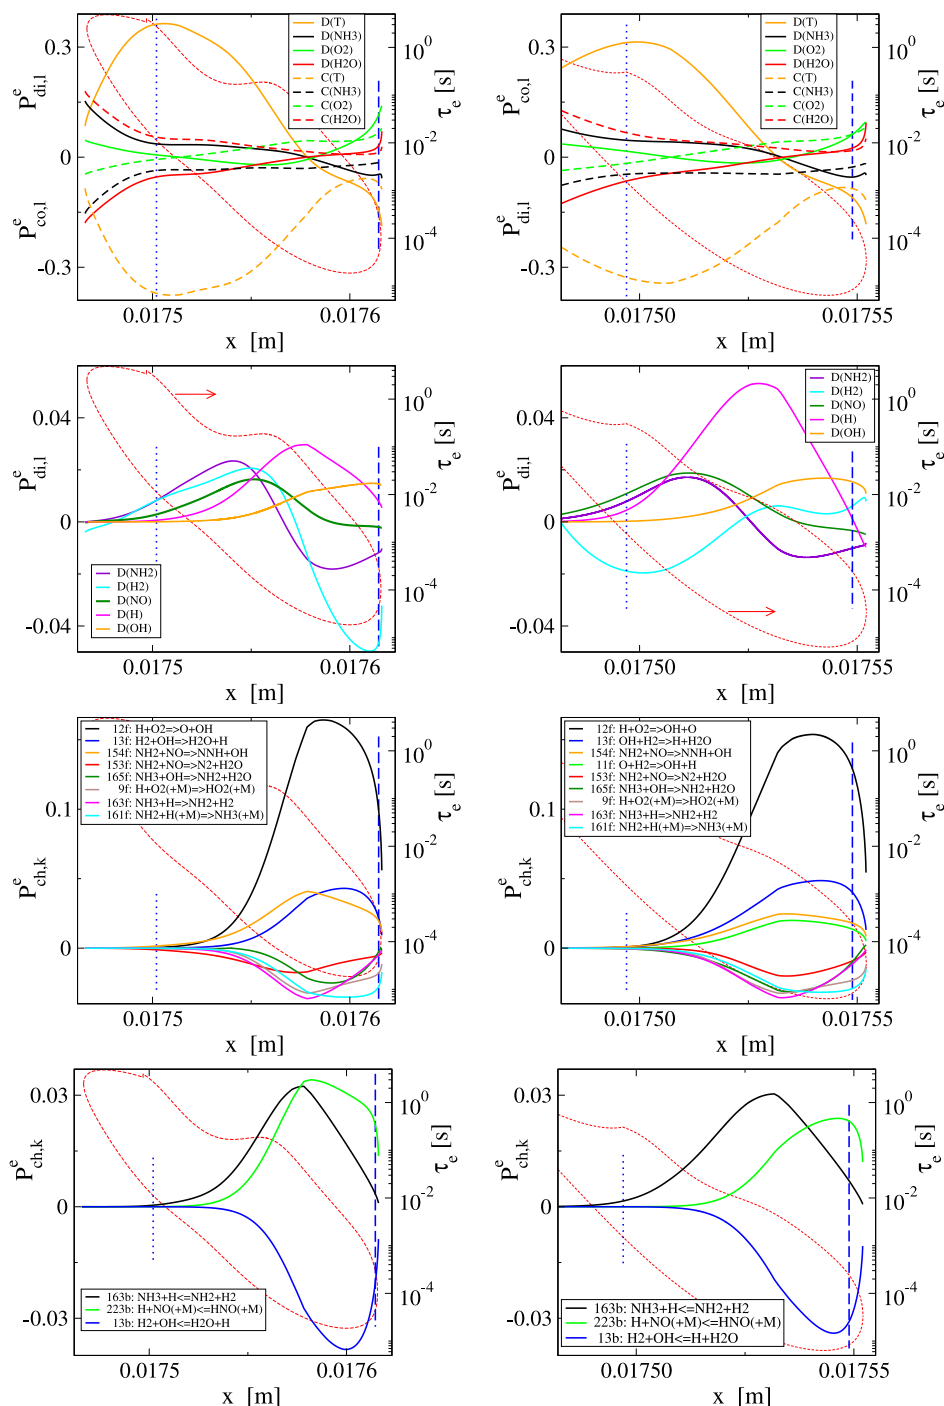 D(T)
D(NH3)
D(O2)
D(H2O)
C(T)
C(NH3)
C(O2)
C(H2O)
0.3
0
-0.3
P^e_di,l
P^e_co,l
10^0
10^-2
10^-4
τ_e [s]
0.0175
0.0176
x [m]
D(T)
D(NH3)
D(O2)
D(H2O)
C(T)
C(NH3)
C(O2)
C(H2O)
0.3
0
-0.3
P^e_co,l
P^e_di,l
10^0
10^-2
10^-4
τ_e [s]
0.01750
0.01755
x [m]
0.04
0
-0.04
P^e_di,l
D(NH2)
D(H2)
D(NO)
D(H)
D(OH)
10^0
10^-2
10^-4
τ_e [s]
0.0175
0.0176
x [m]
D(NH2)
D(H2)
D(NO)
D(H)
D(OH)
0.04
0
-0.04
P^e_di,l
10^0
10^-2
10^-4
τ_e [s]
0.01750
0.01755
x [m]
12f: H+O2=>O+OH
13f: H2+OH=>H2O+H
154f: NH2+NO=>NNH+OH
153f: NH2+NO=>N2+H2O
165f: NH3+OH=>NH2+H2O
9f: H+O2(+M)=>HO2(+M)
163f: NH3+H=>NH2+H2
161f: NH2+H(+M)=>NH3(+M)
0.1
0
P^e_ch,k
10^0
10^-2
10^-4
τ_e [s]
0.0175
0.0176
x [m]
12f: H+O2=>OH+O
13f: OH+H2=>H+H2O
154f: NH2+NO=>NNH+OH
11f: O+H2=>OH+H
153f: NH2+NO=>N2+H2O
165f: NH3+OH=>NH2+H2O
9f: H+O2(+M)=>HO2(+M)
163f: NH3+H=>NH2+H2
161f: NH2+H(+M)=>NH3(+M)
0.1
0
P^e_ch,k
10^0
10^-2
10^-4
τ_e [s]
0.01750
0.01755
x [m]
0.03
0
-0.03
P^e_ch,k
163b: NH3+H<=NH2+H2
223b: H+NO(+M)<=HNO(+M)
13b: H2+OH<=H2O+H
10^0
10^-2
10^-4
τ_e [s]
0.0175
0.0176
x [m]
0.03
0
-0.03
P^e_ch,k
163b: NH3+H<=NH2+H2
223b: H+NO(+M)<=HNO(+M)
13b: H2+OH<=H+H2O
10^0
10^-2
10^-4
τ_e [s]
0.01750
0.01755
x [m]